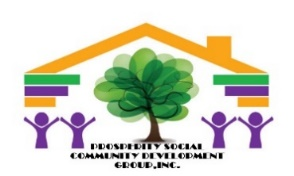 PROSPERITY SOCIAL
COMMUNITY DEVELOPMENT
GROUP,INC.